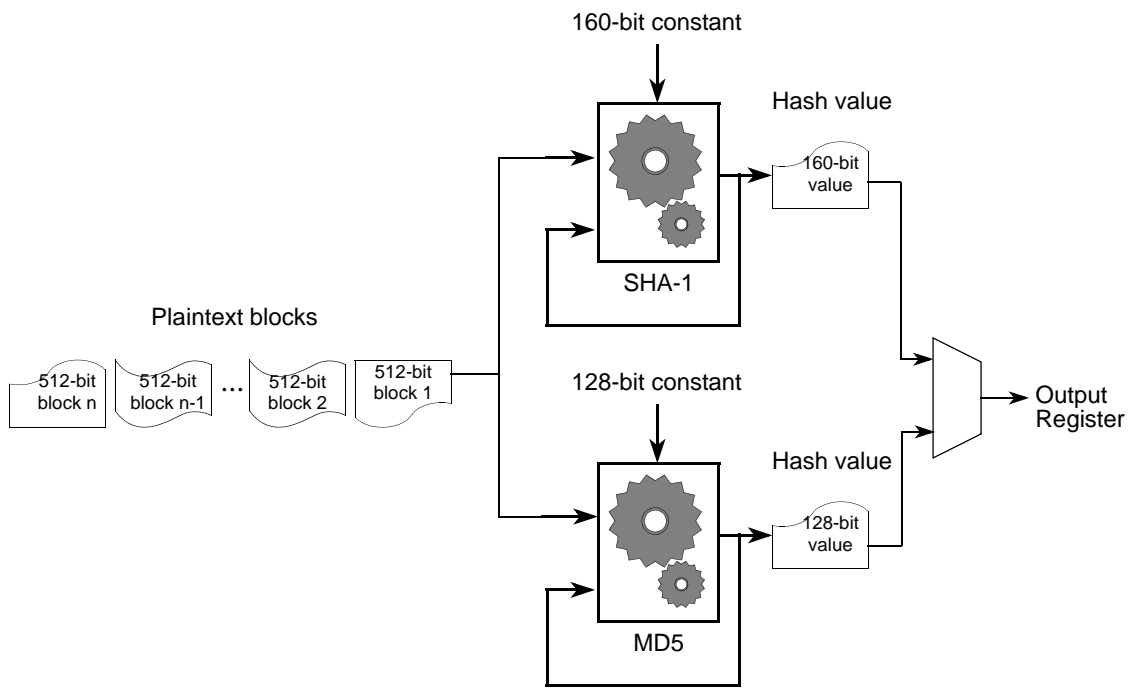 160-bit constant
Hash value
160-bit
value
SHA-1
Plaintext blocks
512-bit
block n
512-bit
block n-1
...
512-bit
block 2
512-bit
block 1
128-bit constant
Output
Register
Hash value
128-bit
value
MD5